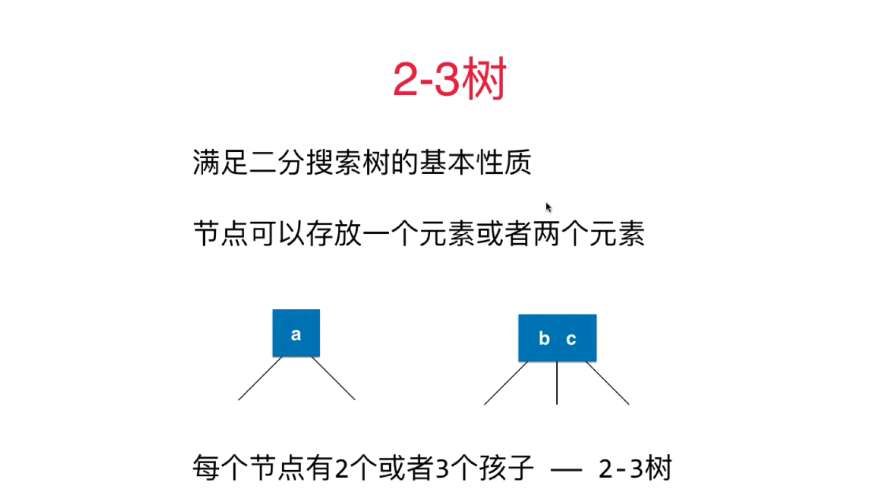 2-3树
满足二分搜索树的基本性质
节点可以存放一个元素或者两个元素
a
b c
每个节点有2个或者3个孩子 — 2-3树